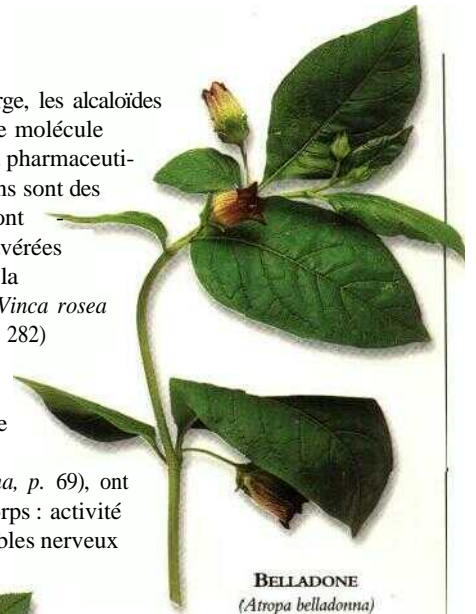 rge, les alcaloïdes
e molécule
pharmaceuti-
ns sont des
ont -
vérées
la
Vinca rosea
282)
e
na, p. 69), ont
rps : activité
bles nerveux
BELLADONE
(Atropa belladonna)